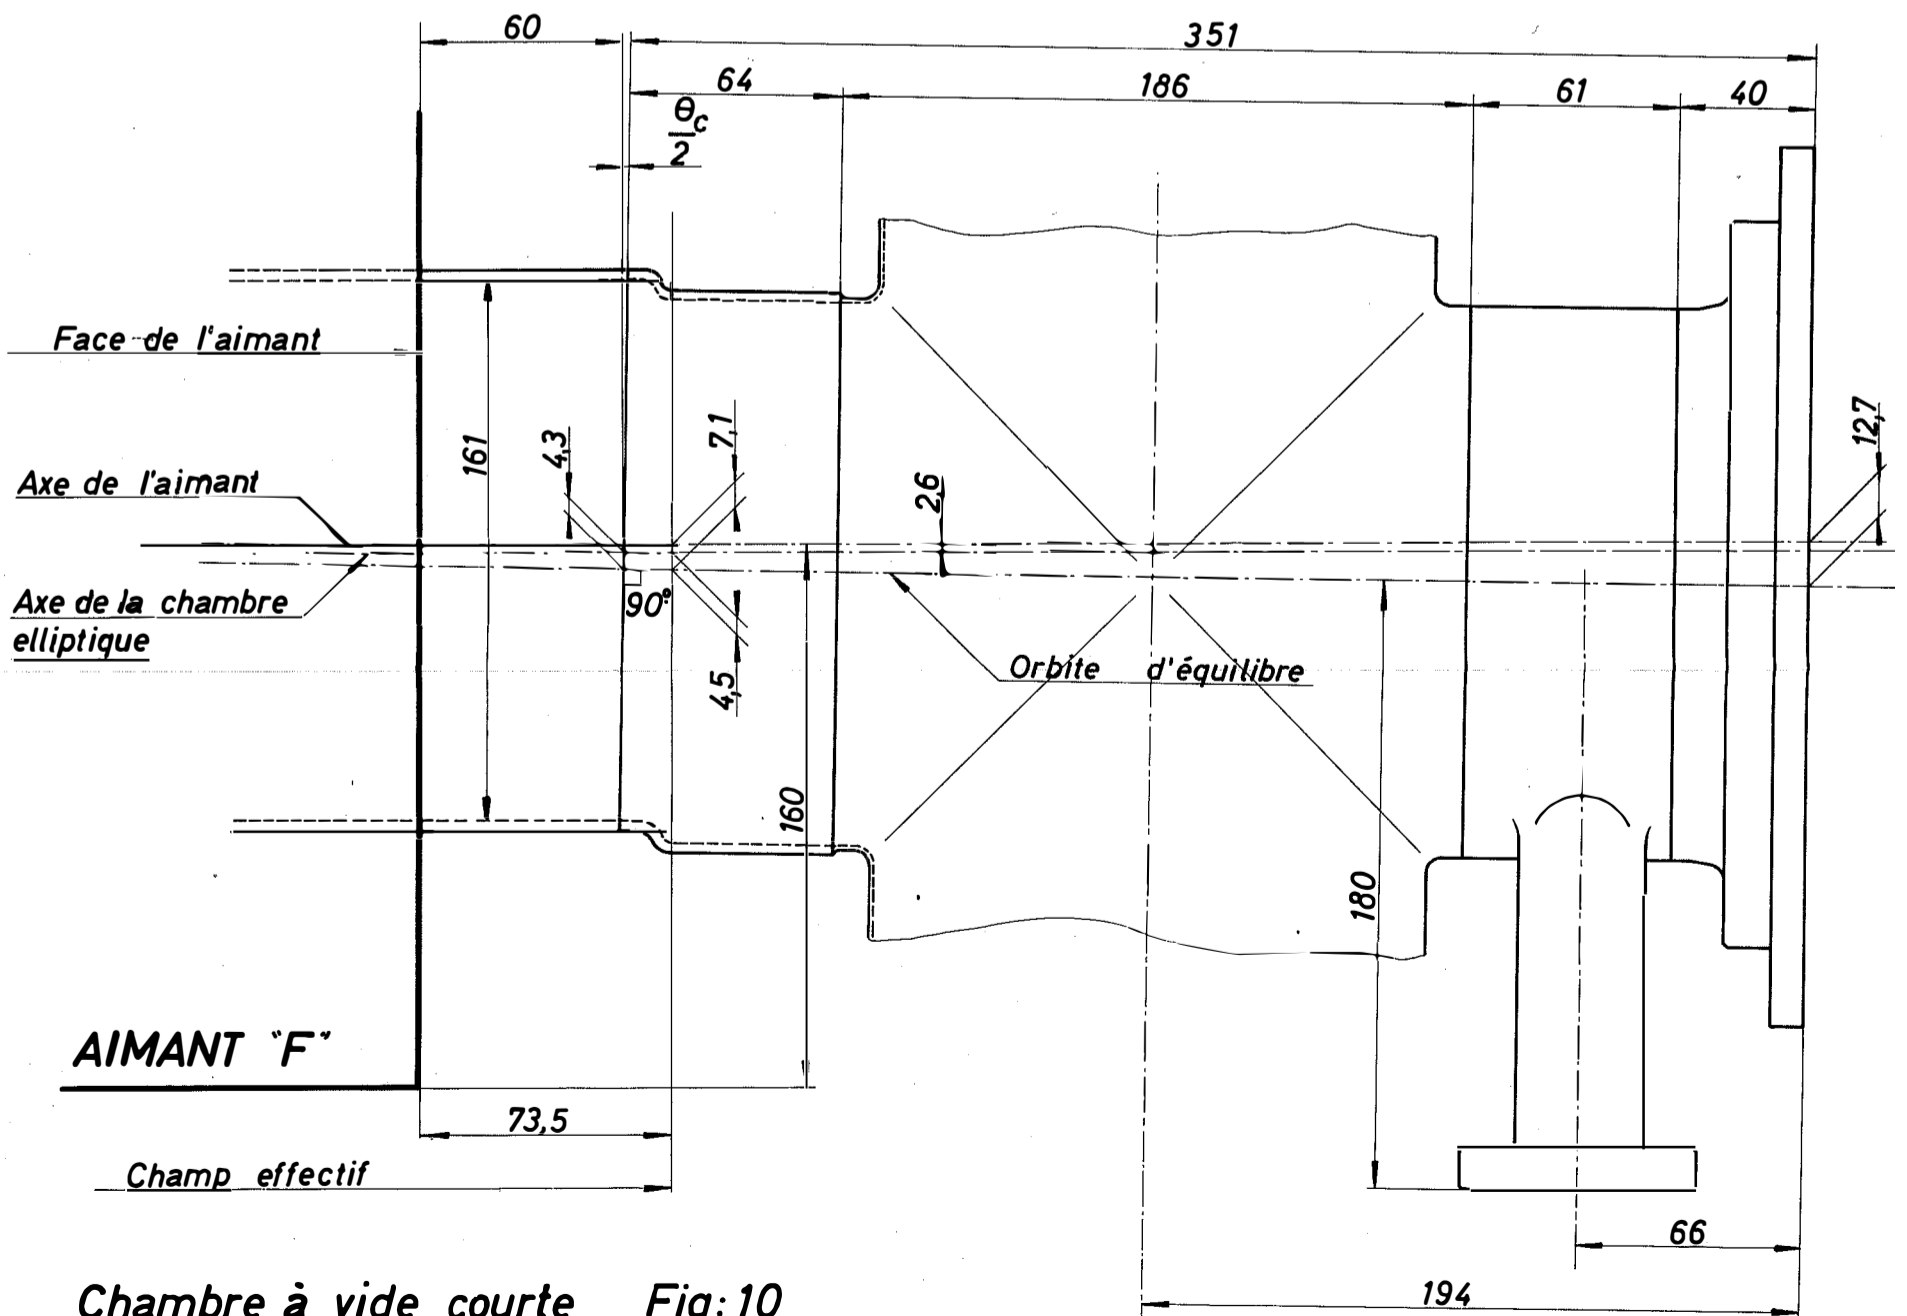 60
351
64
186
61
40
θc
2
Face de l'aimant
161
4,3
7,1
2,6
12,7
Axe de l'aimant
Axe de la chambre
elliptique
90°
4,5
Orbite d'équilibre
160
180
AIMANT "F"
73,5
Champ effectif
66
194
Chambre à vide courte Fig: 10